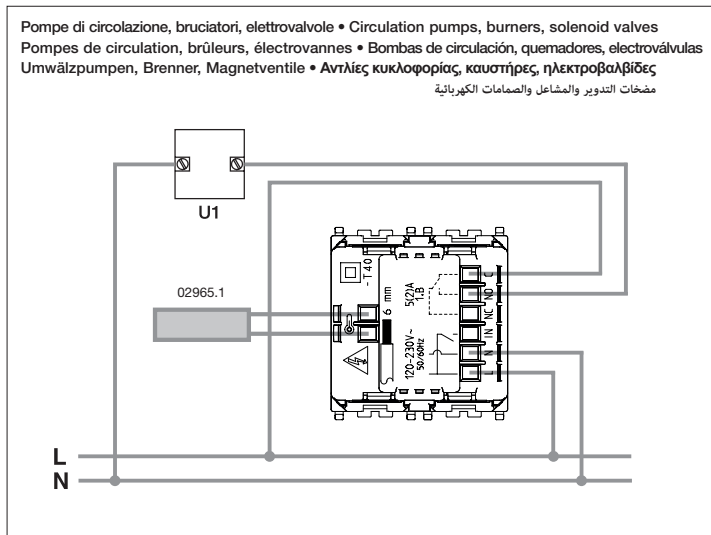 Pompe di circolazione, bruciatori, elettrovalvole • Circulation pumps, burners, solenoid valves
Pompes de circulation, brûleurs, électrovannes • Bombas de circulación, quemadores, electroválvulas
Umwälzpumpen, Brenner, Magnetventile • Αντλίες κυκλοφορίας, καυστήρες, ηλεκτροβαλβίδες
مضخات التدوير والمشاعل والصمامات الكهربائية
U1
02965.1
-T40
6 mm
5(2)A
1.B
120-230V~
50/60Hz
C
NO
NC
IN
N
L
L
N